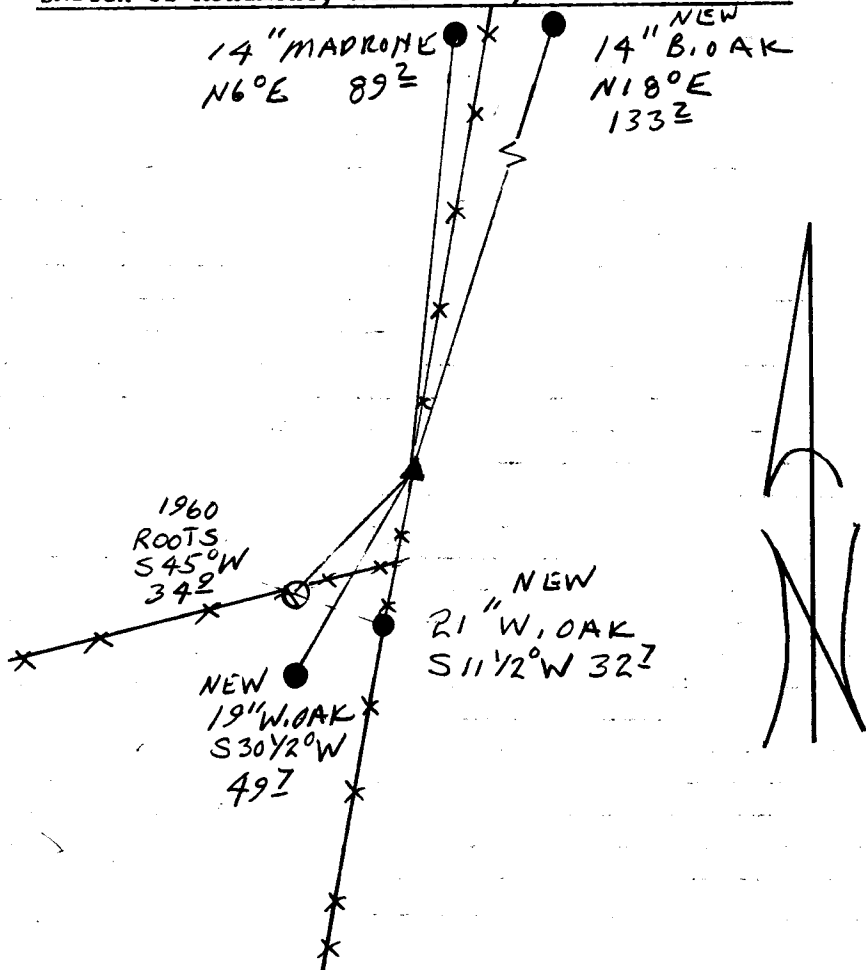 14" MADRONE
N6°E 89²
NEW
14" B.OAK
N18°E
133²
1960
ROOTS
S45°W
34⁰
NEW
21" W.OAK
S11½°W 32⁷
NEW
19" W.OAK
S30½°W
49⁷
N